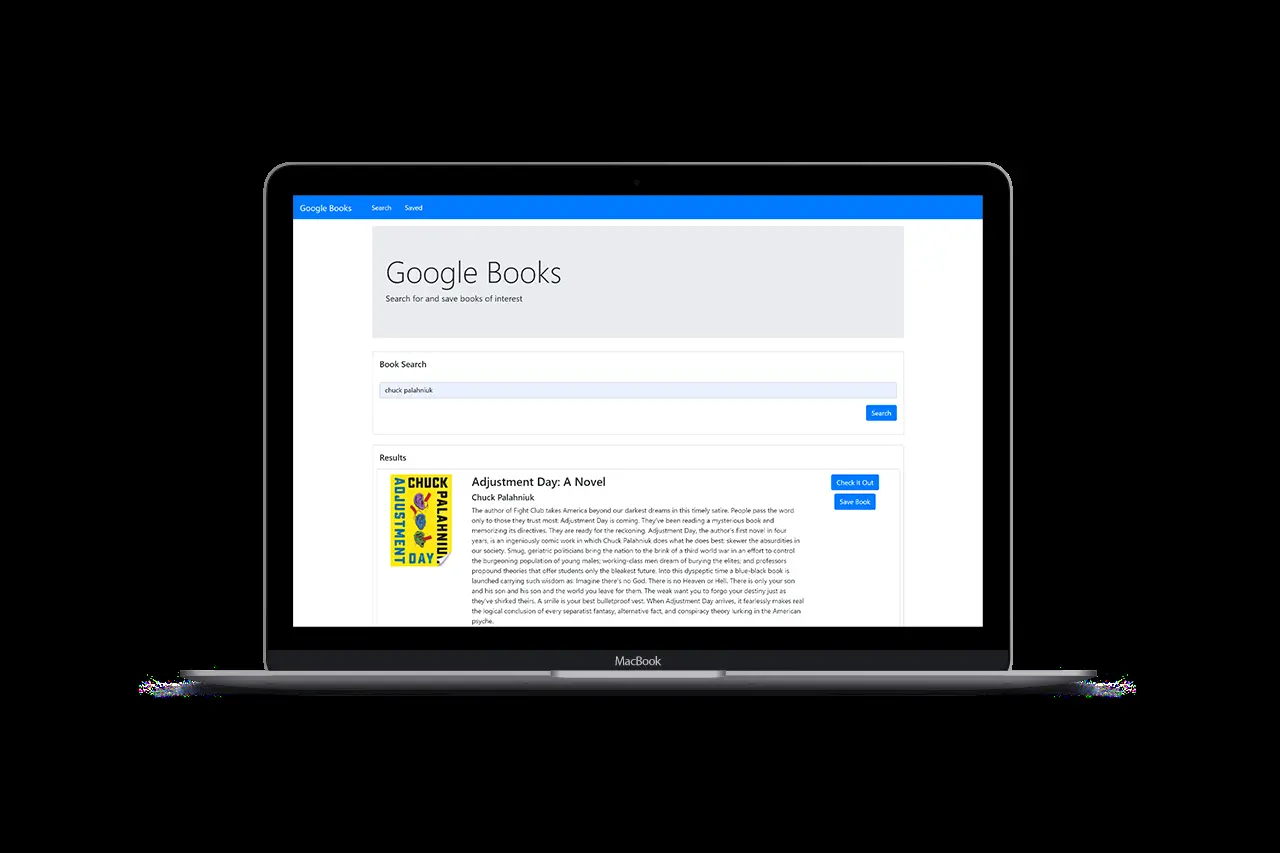 Google Books Search Saved
Google Books
Search for and save books of interest
Book Search
chuck palahniuk
Search
Results
CHUCK PALAHNIUK
ADJUSTMENT DAY
Adjustment Day: A Novel
Chuck Palahniuk
The author of Fight Club takes America beyond our darkest dreams in this timely satire. People pass the word
only to those they trust most: Adjustment Day is coming. They've been reading a mysterious book and
memorizing its directives. They are ready for the reckoning. Adjustment Day, the author's first novel in four
years, is an ingeniously comic work in which Chuck Palahniuk does what he does best: skewer the absurdities in
our society. Smug, geriatric politicians bring the nation to the brink of a third world war in an effort to control
the burgeoning population of young males; working-class men dream of burying the elites; and professors
propound theories that offer students only the bleakest future. Into this dyspeptic time a blue-black book is
launched carrying such wisdom as: Imagine there's no God. There is no Heaven or Hell. There is only your son
and his son and his son and the world you leave for them. The weak want you to forgo your destiny just as
they've shirked theirs. A smile is your best bulletproof vest. When Adjustment Day arrives, it fearlessly makes real
the logical conclusion of every separatist fantasy, alternative fact, and conspiracy theory lurking in the American
psyche.
Check It Out
Save Book
MacBook